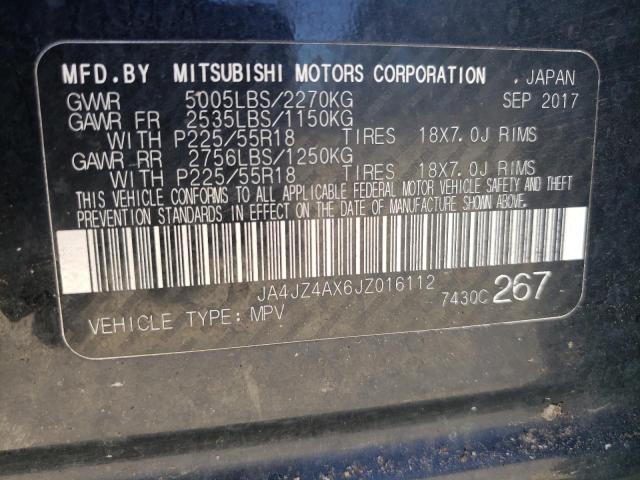 MFD.BY MITSUBISHI MOTORS CORPORATION . JAPAN
GVWR 5005LBS/2270KG SEP 2017
GAWR FR 2535LBS/1150KG
WITH P225/55R18 TIRES 18X7.0J RIMS
GAWR RR 2756LBS/1250KG
WITH P225/55R18 TIRES 18X7.0J RIMS
THIS VEHICLE CONFORMS TO ALL APPLICABLE FEDERAL MOTOR VEHICLE SAFETY AND THEFT
PREVENTION STANDARDS IN EFFECT ON THE DATE OF MANUFACTURE SHOWN ABOVE.
JA4JZ4AX6JZ016112 7430C 267
VEHICLE TYPE:MPV